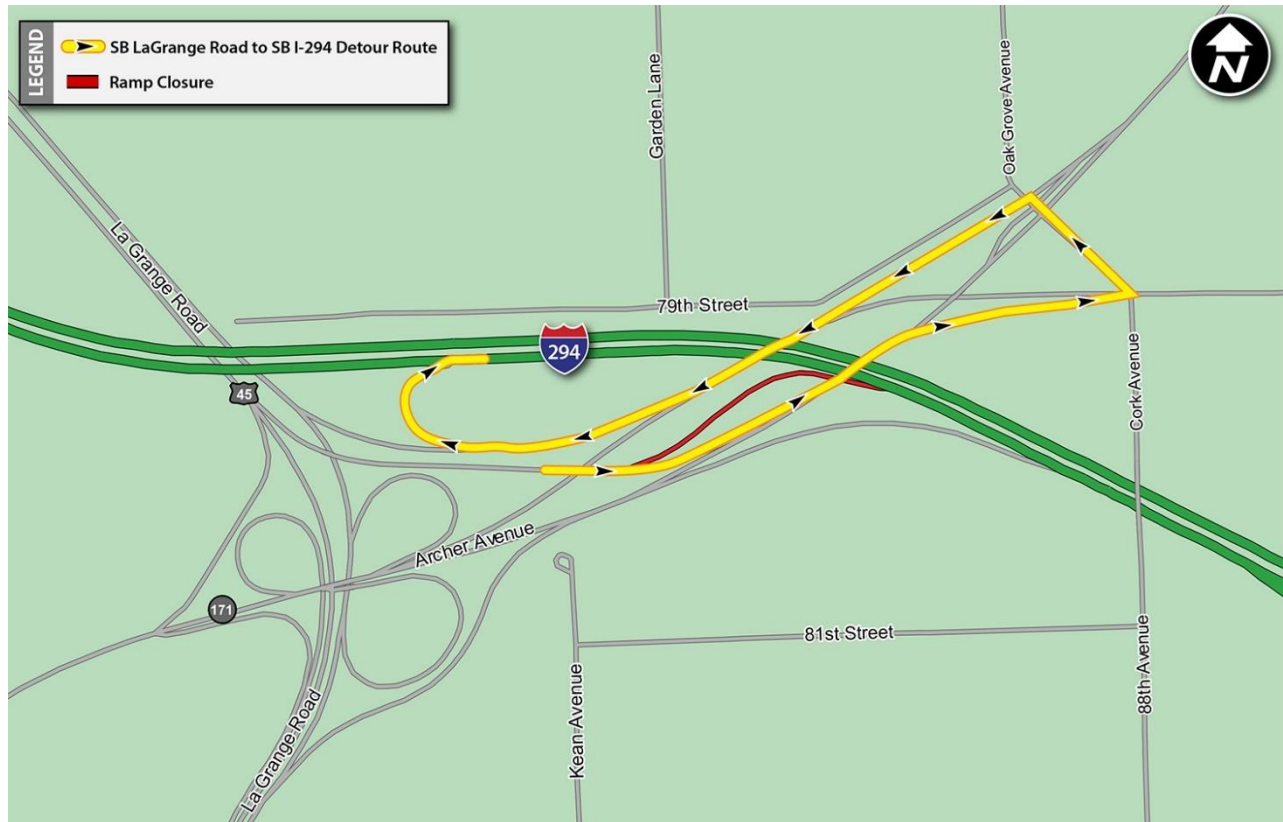 LEGEND
SB LaGrange Road to SB I-294 Detour Route
Ramp Closure
N
Garden Lane
Oak Grove Avenue
La Grange Road
79th Street
294
45
Cork Avenue
Archer Avenue
171
81st Street
Kean Avenue
88th Avenue
La Grange Road